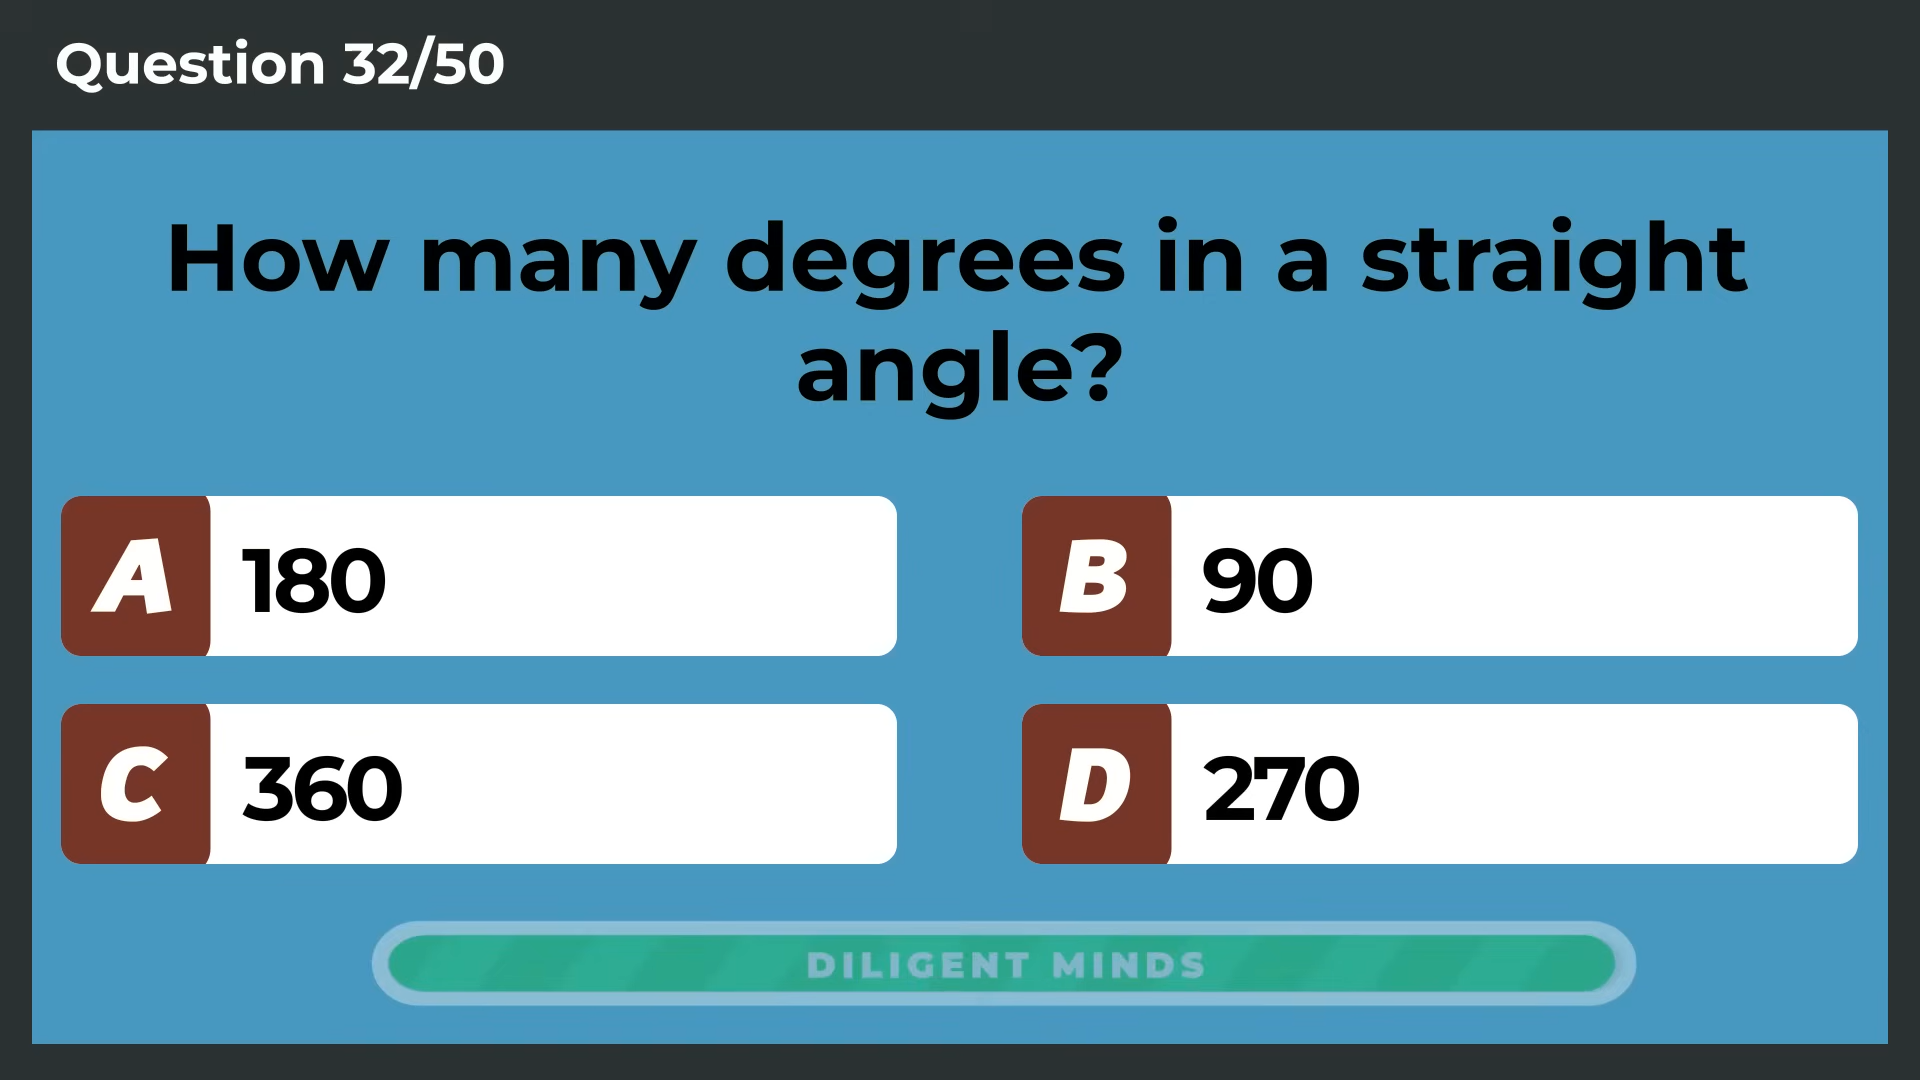 Question 32/50
How many degrees in a straight
angle?
A 180
B 90
C 360
D 270
DILIGENT MINDS